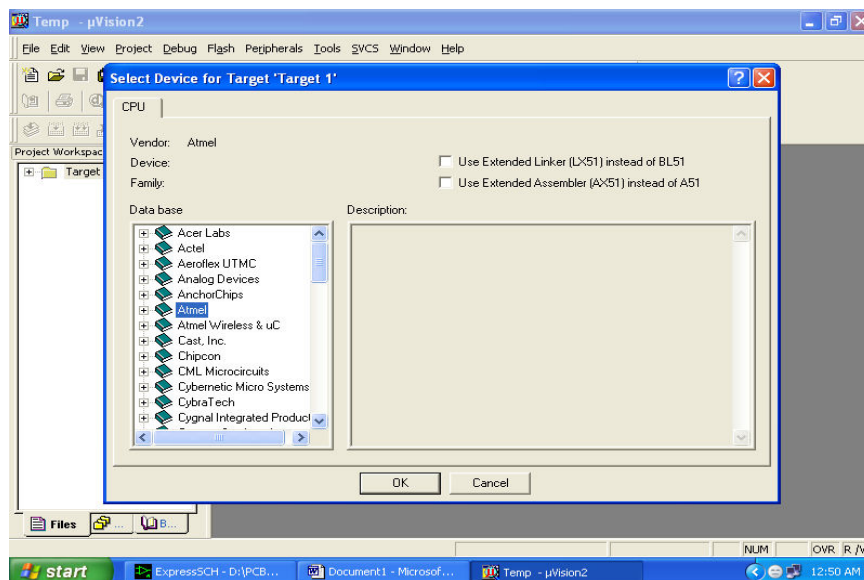 Temp - µVision2
File Edit View Project Debug Flash Peripherals Tools SVCS Window Help
Select Device for Target 'Target 1'
CPU
Vendor: Atmel
Device:
Use Extended Linker (LX51) instead of BL51
Family:
Use Extended Assembler (AX51) instead of A51
Data base
Description:
Acer Labs
Actel
Aeroflex UTMC
Analog Devices
AnchorChips
Atmel
Atmel Wireless & uC
Cast, Inc.
Chipcon
CML Microcircuits
Cybernetic Micro Systems
CybraTech
Cygnal Integrated Product
OK Cancel
Project Workspac
Target
Files ... B...
NUM OVR R /W
start ExpressSCH - D:\PCB... Document1 - Microsof... Temp - µVision2 12:50 AM